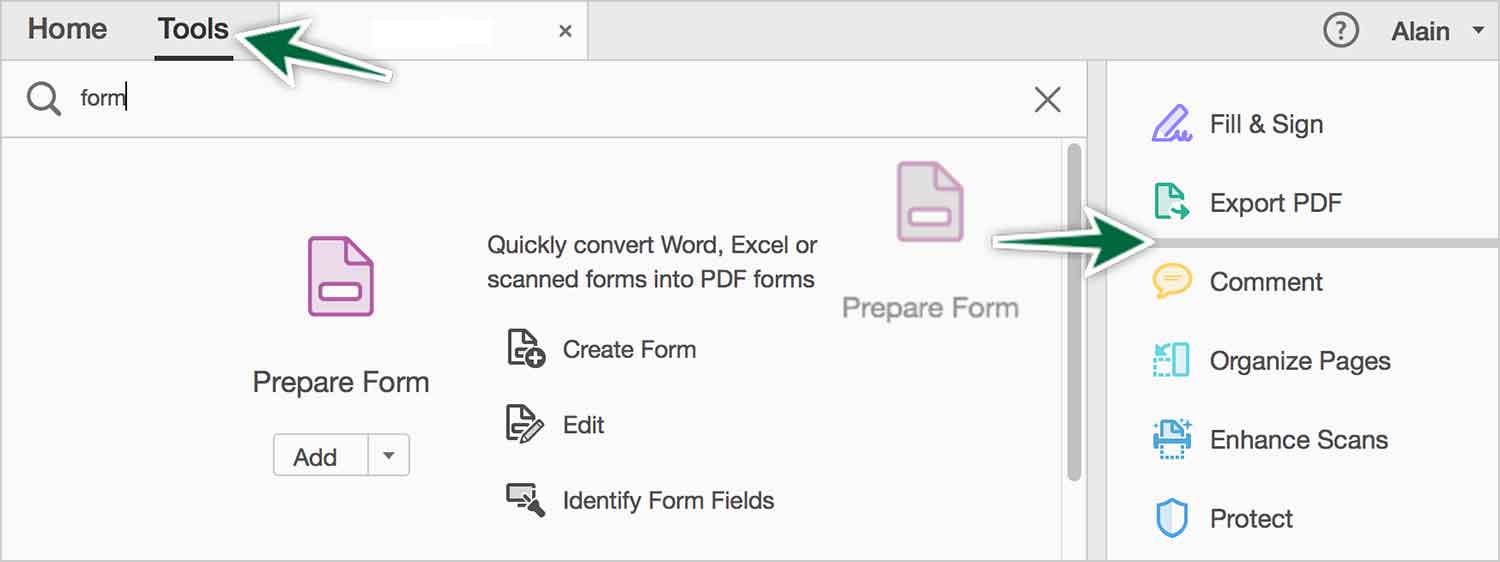 Home
Tools
×
?
Alain
form
Quickly convert Word, Excel or
scanned forms into PDF forms
Prepare Form
Add
Create Form
Edit
Identify Form Fields
Prepare Form
Fill & Sign
Export PDF
Comment
Organize Pages
Enhance Scans
Protect